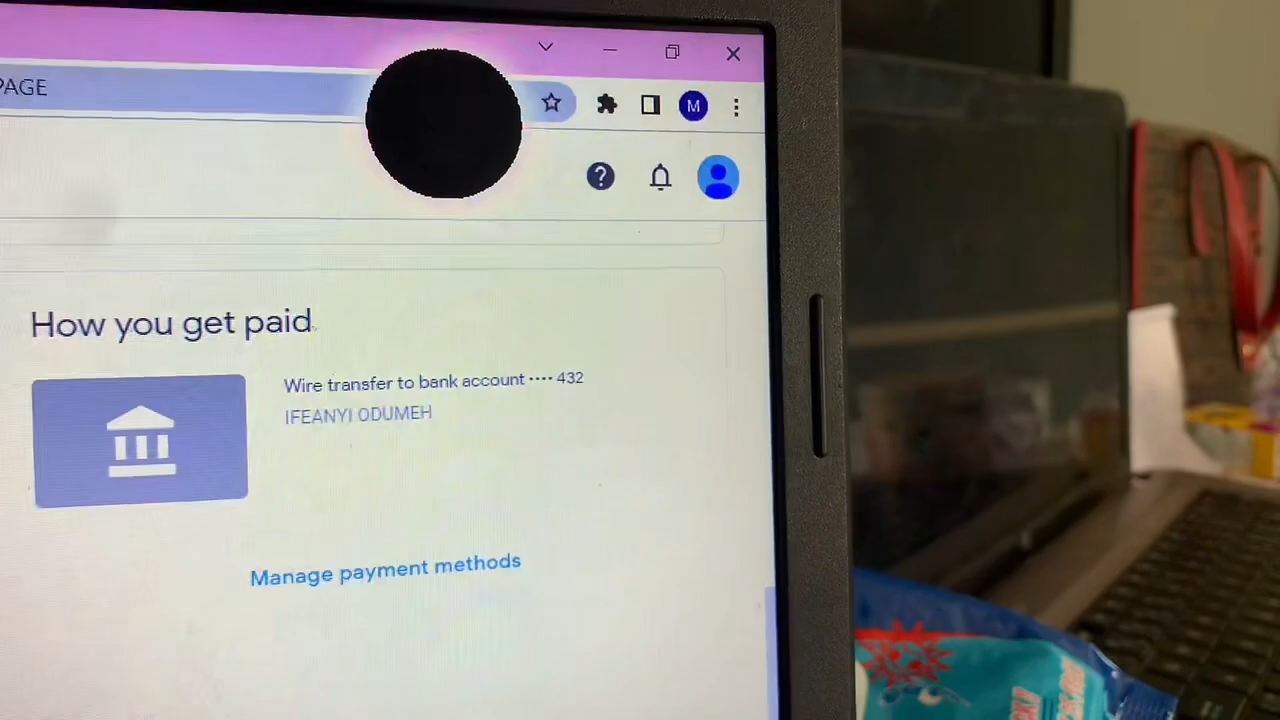 PAGE
M
How you get paid
Wire transfer to bank account •••• 432
IFEANYI ODUMEH
Manage payment methods